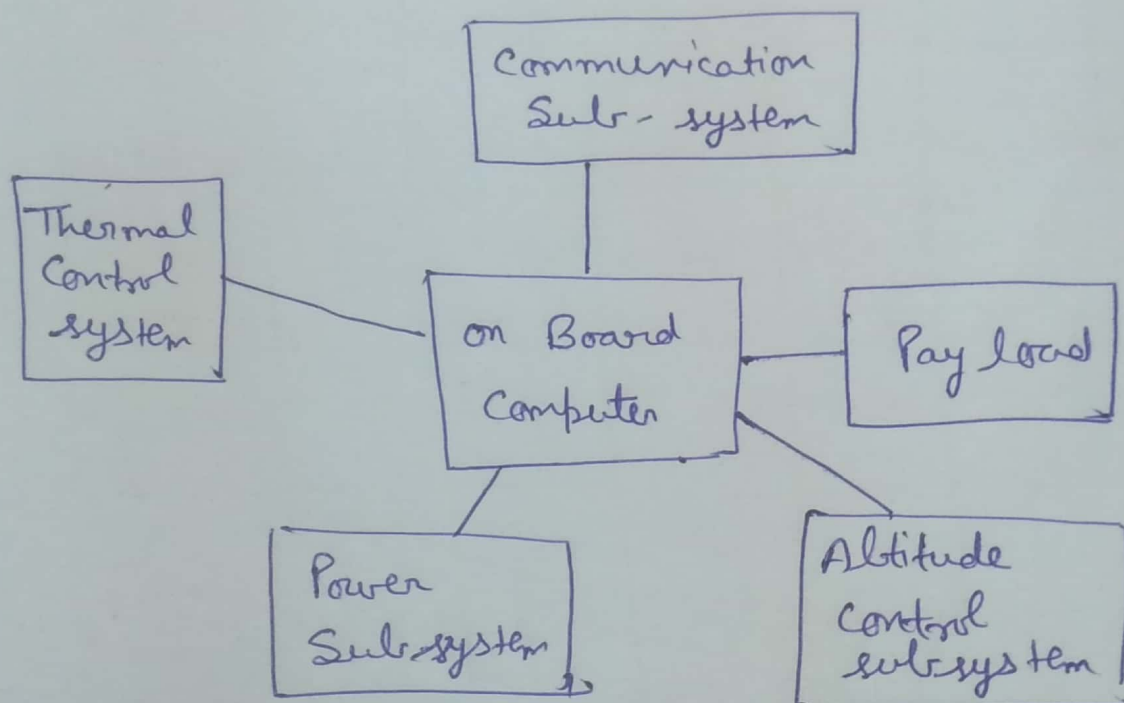 Communication
Sub-system
Thermal
Control
system
on Board
Computer
Pay load
Power
Sub-system
Altitude
Control
subsystem